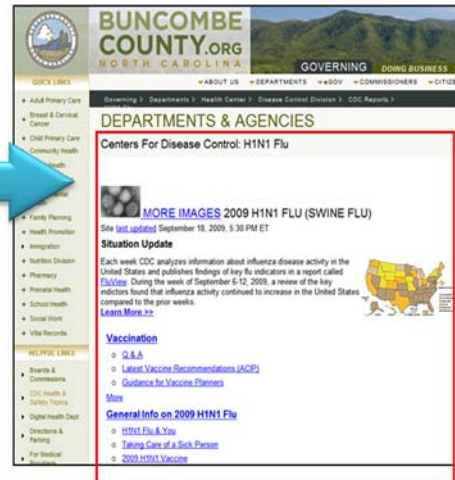 BUNCOMBE
COUNTY.ORG
NORTH CAROLINA
GOVERNING DOING BUSINESS
ABOUT US DEPARTMENTS eGOV COMMISSIONERS CITIZE
QUICK LINKS
Adult Primary Care
Breast & Cervical
Cancer
Child Primary Care
Community Health
Family Planning
Health Promotion
Immigration
Nutrition Division
Pharmacy
Prenatal Health
School Health
Social Work
Vital Records
HELPFUL LINKS
Boards &
Commissions
CDC Health &
Safety Topics
Digital Health Dept
Directions &
Parking
For Medical
Governing > Departments > Health Center > Disease Control Division > CDC Reports >
DEPARTMENTS & AGENCIES
Centers For Disease Control: H1N1 Flu
MORE IMAGES 2009 H1N1 FLU (SWINE FLU)
Site last updated September 18, 2009, 5:30 PM ET
Situation Update
Each week CDC analyzes information about influenza disease activity in the
United States and publishes findings of key flu indicators in a report called
FluView. During the week of September 6-12, 2009, a review of the key
indictors found that influenza activity continued to increase in the United States
compared to the prior weeks.
Learn More >>
Vaccination
Q & A
Latest Vaccine Recommendations (ACIP)
Guidance for Vaccine Planners
More
General Info on 2009 H1N1 Flu
H1N1 Flu & You
Taking Care of a Sick Person
2009 H1N1 Vaccine